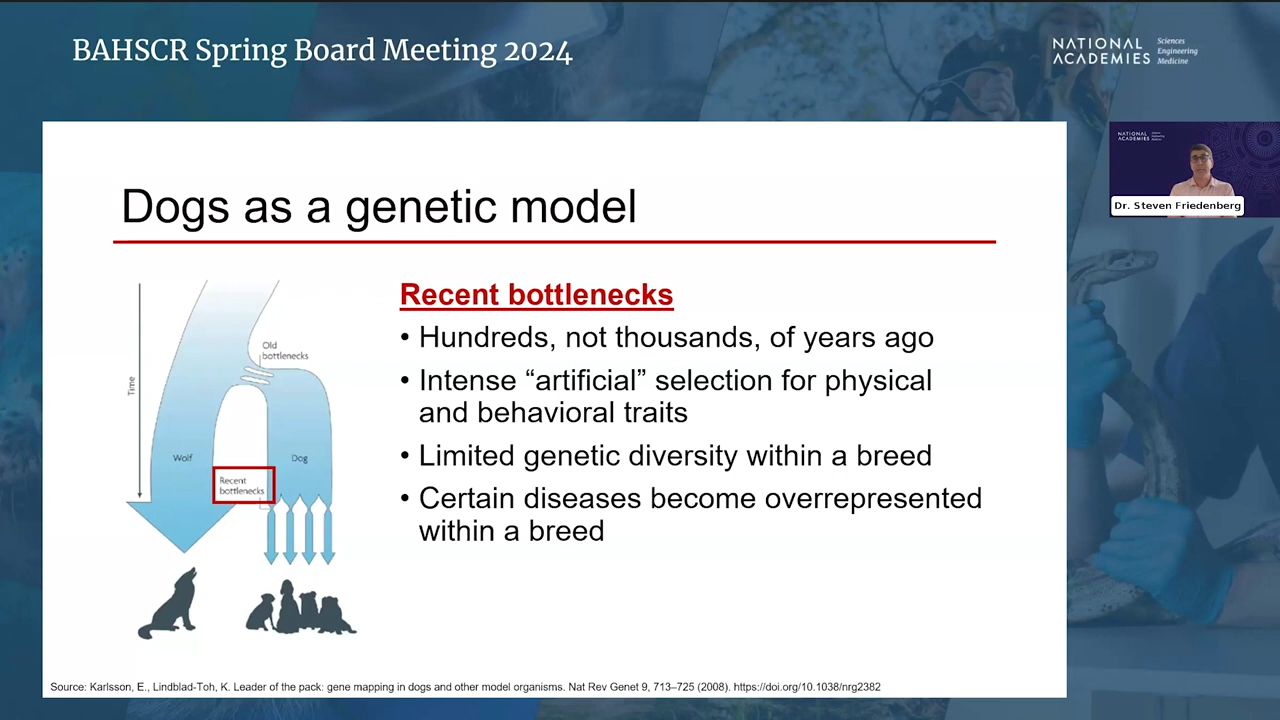 BAHSCR Spring Board Meeting 2024
NATIONAL
ACADEMIES
Sciences
Engineering
Medicine
NATIONAL
ACADEMIES
Dr. Steven Friedenberg
Dogs as a genetic model
Time
Old
bottlenecks
Wolf
Dog
Recent
bottlenecks
Recent bottlenecks
• Hundreds, not thousands, of years ago
• Intense “artificial” selection for physical
and behavioral traits
• Limited genetic diversity within a breed
• Certain diseases become overrepresented
within a breed
Source: Karlsson, E., Lindblad-Toh, K. Leader of the pack: gene mapping in dogs and other model organisms. Nat Rev Genet 9, 713–725 (2008). https://doi.org/10.1038/nrg2382